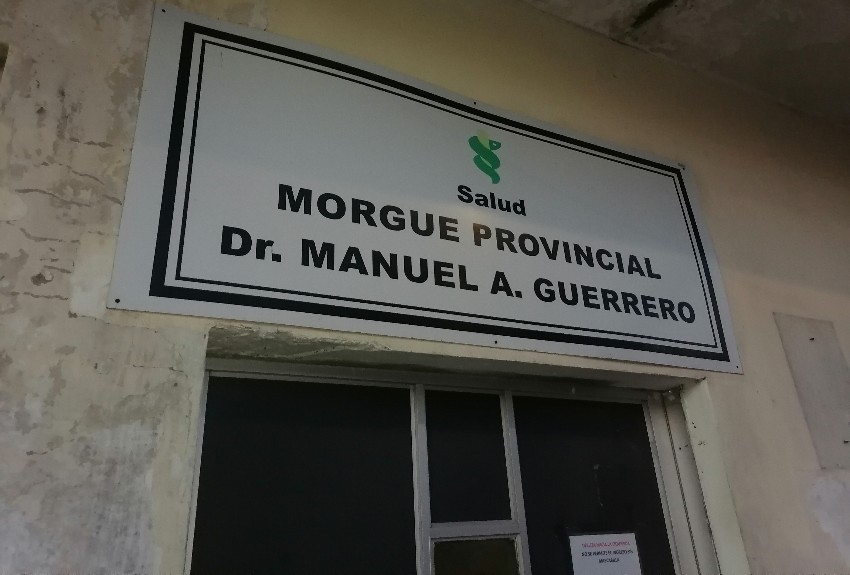 Salud
MORGUE PROVINCIAL
Dr. MANUEL A. GUERRERO